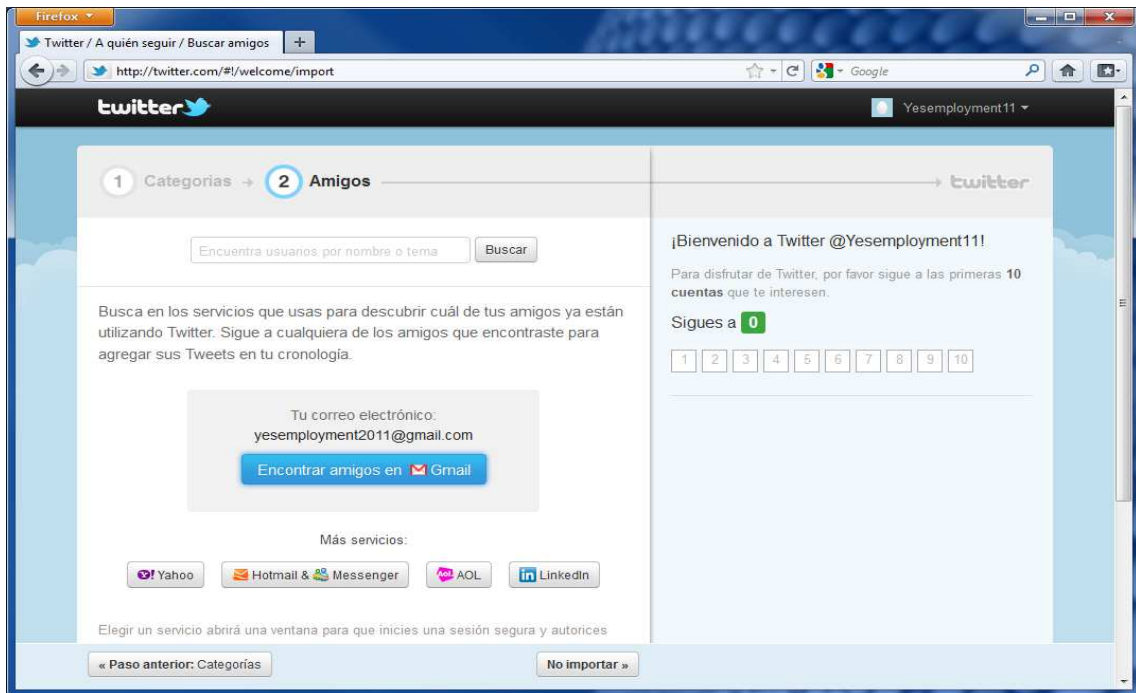 Firefox
Twitter / A quién seguir / Buscar amigos
http://twitter.com/#!/welcome/import
Google
twitter
Yesemployment11
1 Categorias → 2 Amigos
twitter
Encuentra usuarios por nombre o tema
Buscar
Busca en los servicios que usas para descubrir cuál de tus amigos ya están
utilizando Twitter. Sigue a cualquiera de los amigos que encontraste para
agregar sus Tweets en tu cronología.
Tu correo electrónico:
yesemployment2011@gmail.com
Encontrar amigos en Gmail
Más servicios:
Yahoo
Hotmail & Messenger
AOL
LinkedIn
Elegir un servicio abrirá una ventana para que inicies una sesión segura y autorices
« Paso anterior: Categorías
No importar »
¡Bienvenido a Twitter @Yesemployment11!
Para disfrutar de Twitter, por favor sigue a las primeras 10
cuentas que te interesen.
Sigues a 0
1 2 3 4 5 6 7 8 9 10